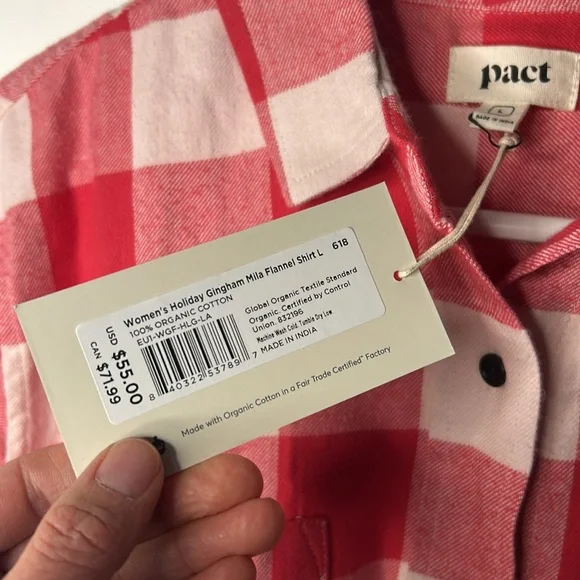 pact
L
MADE IN INDIA
Women's Holiday Gingham Mila Flannel Shirt L 618
100% ORGANIC COTTON
EU1-WGF-HLG-LA
USD $55.00
CAN $71.99
8 40322 53789 7
Global Organic Textile Standard
Organic. Certified by Control
Union. 832196
Machine Wash Cold. Tumble Dry Low
MADE IN INDIA
Made with Organic Cotton in a Fair Trade Certified™ Factory